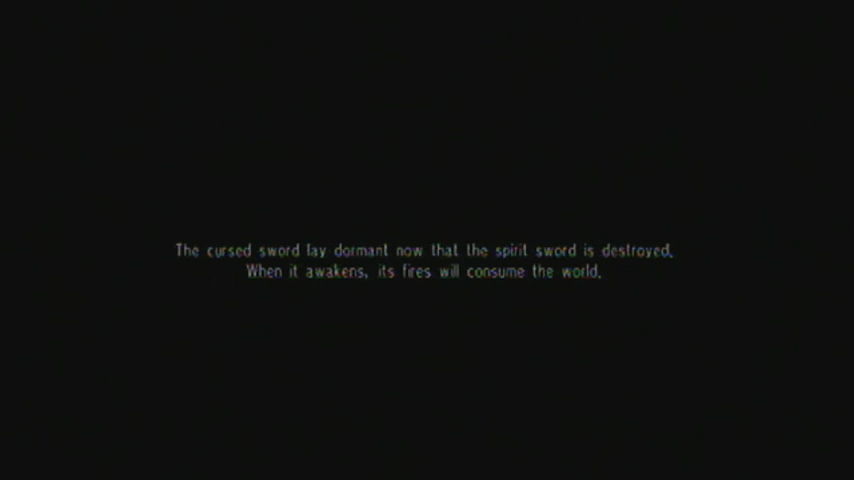 The cursed sword lay dormant now that the spirit sword is destroyed.
When it awakens, its fires will consume the world.